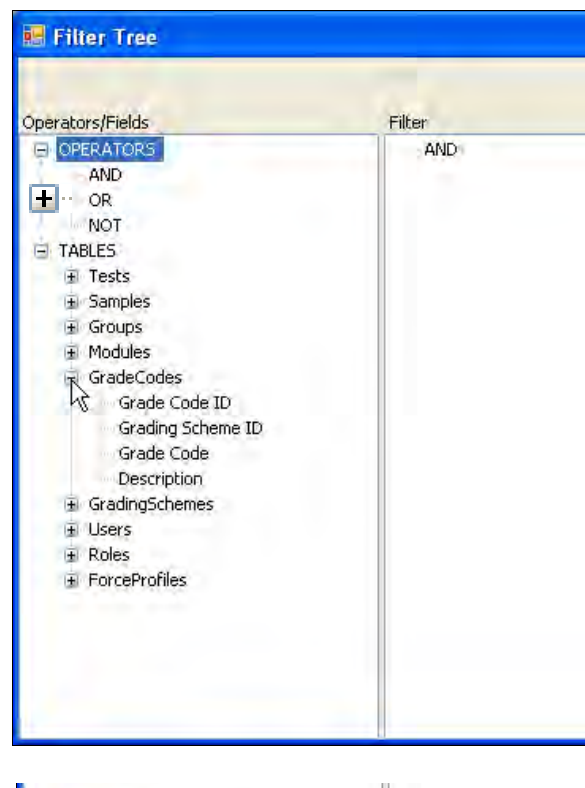 Filter Tree
Operators/Fields
Filter
OPERATORS
AND
AND
OR
NOT
TABLES
Tests
Samples
Groups
Modules
GradeCodes
Grade Code ID
Grading Scheme ID
Grade Code
Description
GradingSchemes
Users
Roles
ForceProfiles